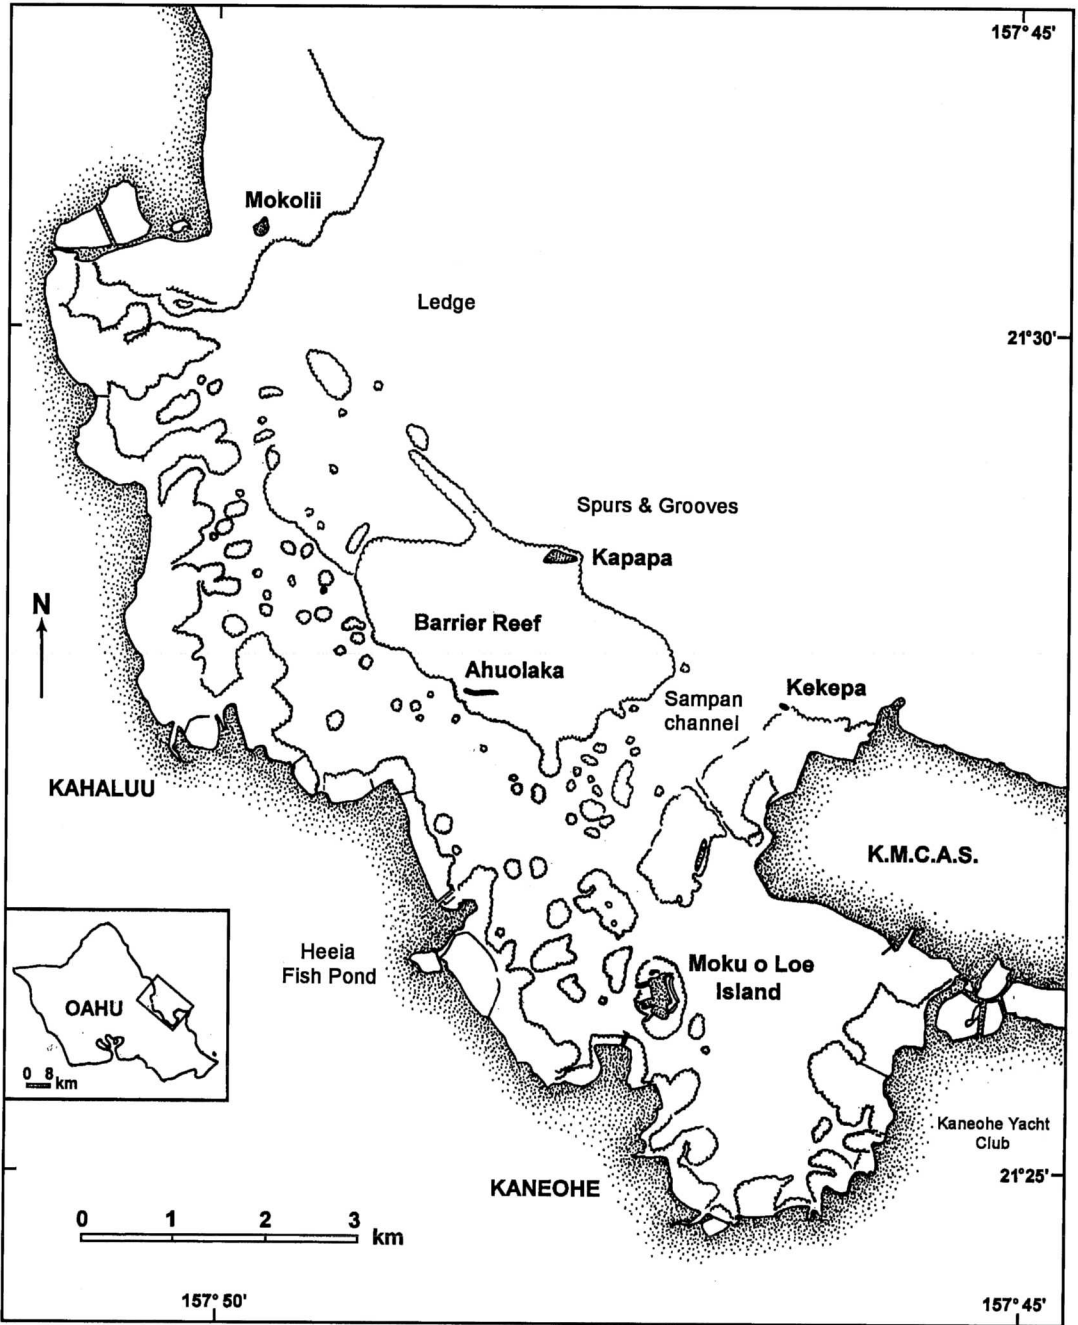 157° 45'
Mokolii
Ledge
21° 30'
Spurs & Grooves
Kapapa
N
Barrier Reef
Ahuolaka
Sampan
channel
Kekepa
KAHALUU
K.M.C.A.S.
Heeia
Fish Pond
Moku o Loe
Island
OAHU
0 8 km
Kaneohe Yacht
Club
21° 25'
KANEOHE
0 1 2 3 km
157° 50'
157° 45'